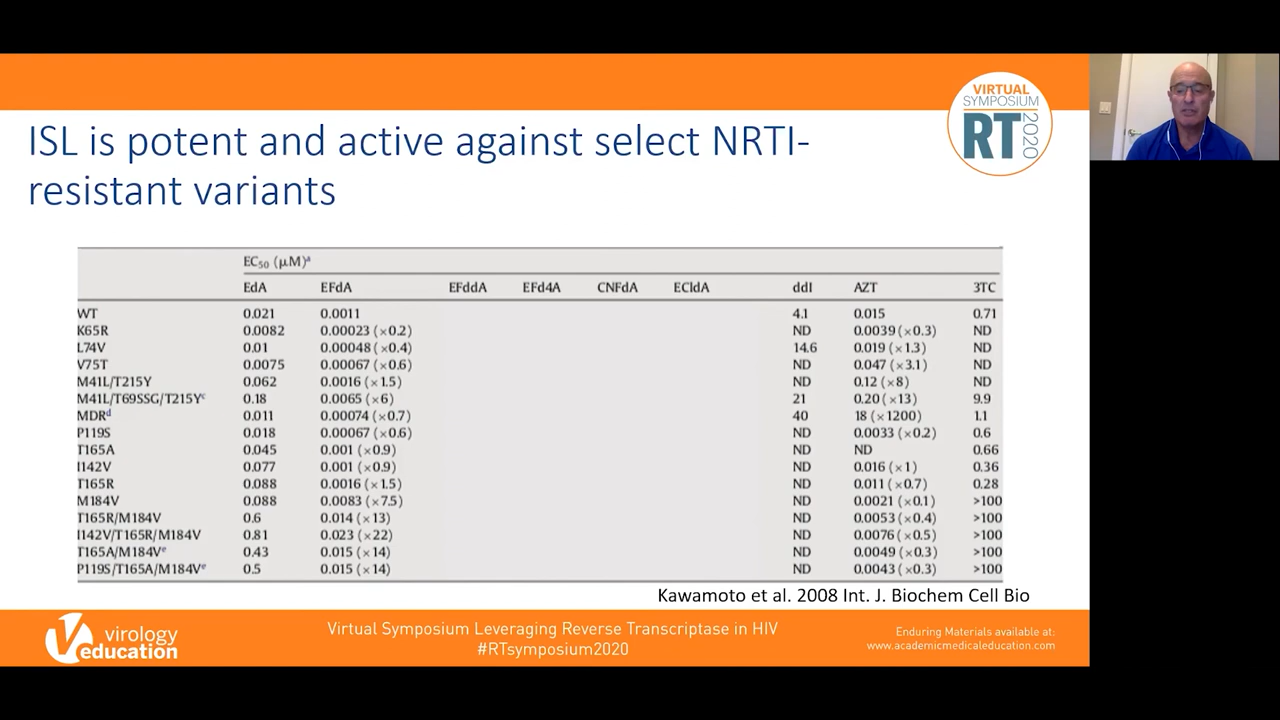 VIRTUAL
SYMPOSIUM
RT 2020
ISL is potent and active against select NRTI-
resistant variants
EC50 (μM)a
EdA EFdA EFddA EFd4A CNFdA ECldA ddI AZT 3TC
WT 0.021 0.0011 4.1 0.015 0.71
K65R 0.0082 0.00023 (×0.2) ND 0.0039 (×0.3) ND
L74V 0.01 0.00048 (×0.4) 14.6 0.019 (×1.3) ND
V75T 0.0075 0.00067 (×0.6) ND 0.047 (×3.1) ND
M41L/T215Y 0.062 0.0016 (×1.5) ND 0.12 (×8) ND
M41L/T69SSG/T215Yc 0.18 0.0065 (×6) 21 0.20 (×13) 9.9
MDRd 0.011 0.00074 (×0.7) 40 18 (×1200) 1.1
P119S 0.018 0.00067 (×0.6) ND 0.0033 (×0.2) 0.6
T165A 0.045 0.001 (×0.9) ND ND 0.66
I142V 0.077 0.001 (×0.9) ND 0.016 (×1) 0.36
T165R 0.088 0.0016 (×1.5) ND 0.011 (×0.7) 0.28
M184V 0.088 0.0083 (×7.5) ND 0.0021 (×0.1) >100
T165R/M184V 0.6 0.014 (×13) ND 0.0053 (×0.4) >100
I142V/T165R/M184V 0.81 0.023 (×22) ND 0.0076 (×0.5) >100
T165A/M184Ve 0.43 0.015 (×14) ND 0.0049 (×0.3) >100
P119S/T165A/M184Ve 0.5 0.015 (×14) ND 0.0043 (×0.3) >100
Kawamoto et al. 2008 Int. J. Biochem Cell Bio
virology
education
Virtual Symposium Leveraging Reverse Transcriptase in HIV
#RTsymposium2020
Enduring Materials available at:
www.academicmedicaleducation.com